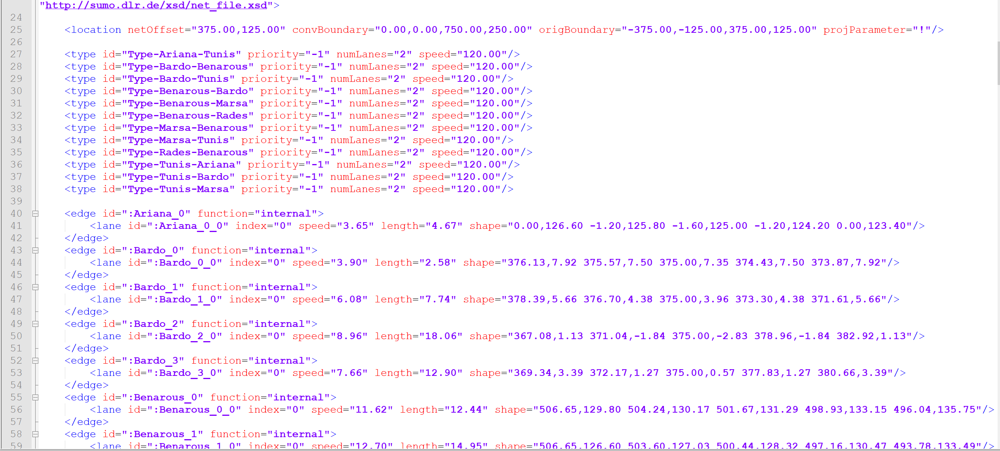 "http://sumo.dlr.de/xsd/net_file.xsd">
24
25 <location netOffset="375.00,125.00" convBoundary="0.00,0.00,750.00,250.00" origBoundary="-375.00,-125.00,375.00,125.00" projParameter="!"/>
26
27 <type id="Type-Ariana-Tunis" priority="-1" numLanes="2" speed="120.00"/>
28 <type id="Type-Bardo-Benarous" priority="-1" numLanes="2" speed="120.00"/>
29 <type id="Type-Bardo-Tunis" priority="-1" numLanes="2" speed="120.00"/>
30 <type id="Type-Benarous-Bardo" priority="-1" numLanes="2" speed="120.00"/>
31 <type id="Type-Benarous-Marsa" priority="-1" numLanes="2" speed="120.00"/>
32 <type id="Type-Benarous-Rades" priority="-1" numLanes="2" speed="120.00"/>
33 <type id="Type-Marsa-Benarous" priority="-1" numLanes="2" speed="120.00"/>
34 <type id="Type-Marsa-Tunis" priority="-1" numLanes="2" speed="120.00"/>
35 <type id="Type-Rades-Benarous" priority="-1" numLanes="2" speed="120.00"/>
36 <type id="Type-Tunis-Ariana" priority="-1" numLanes="2" speed="120.00"/>
37 <type id="Type-Tunis-Bardo" priority="-1" numLanes="2" speed="120.00"/>
38 <type id="Type-Tunis-Marsa" priority="-1" numLanes="2" speed="120.00"/>
39
40 <edge id=":Ariana_0" function="internal">
41 <lane id=":Ariana_0_0" index="0" speed="3.65" length="4.67" shape="0.00,126.60 -1.20,125.80 -1.60,125.00 -1.20,124.20 0.00,123.40"/>
42 </edge>
43 <edge id=":Bardo_0" function="internal">
44 <lane id=":Bardo_0_0" index="0" speed="3.90" length="2.58" shape="376.13,7.92 375.57,7.50 375.00,7.35 374.43,7.50 373.87,7.92"/>
45 </edge>
46 <edge id=":Bardo_1" function="internal">
47 <lane id=":Bardo_1_0" index="0" speed="6.08" length="7.74" shape="378.39,5.66 376.70,4.38 375.00,3.96 373.30,4.38 371.61,5.66"/>
48 </edge>
49 <edge id=":Bardo_2" function="internal">
50 <lane id=":Bardo_2_0" index="0" speed="8.96" length="18.06" shape="367.08,1.13 371.04,-1.84 375.00,-2.83 378.96,-1.84 382.92,1.13"/>
51 </edge>
52 <edge id=":Bardo_3" function="internal">
53 <lane id=":Bardo_3_0" index="0" speed="7.66" length="12.90" shape="369.34,3.39 372.17,1.27 375.00,0.57 377.83,1.27 380.66,3.39"/>
54 </edge>
55 <edge id=":Benarous_0" function="internal">
56 <lane id=":Benarous_0_0" index="0" speed="11.62" length="12.44" shape="506.65,129.80 504.24,130.17 501.67,131.29 498.93,133.15 496.04,135.75"/>
57 </edge>
58 <edge id=":Benarous_1" function="internal">
59 <lane id=":Benarous_1_0" index="0" speed="12.70" length="14.95" shape="506.65,126.60 503.60,127.03 500.44,128.32 497.16,130.47 493.78,133.49"/>